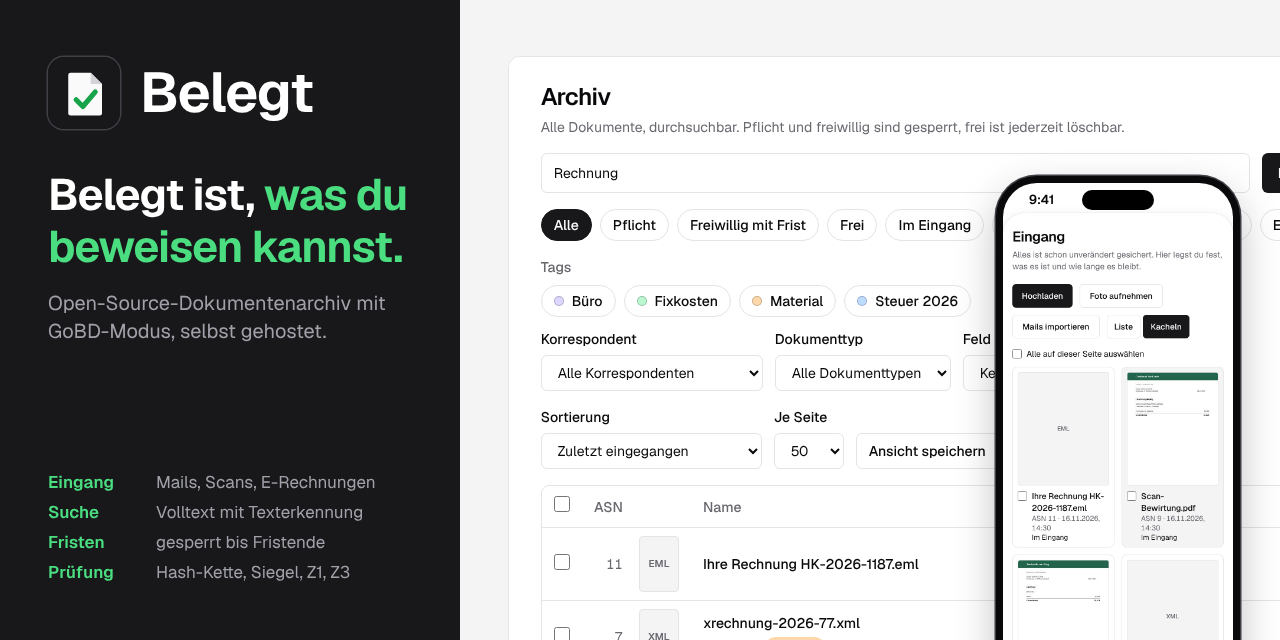 Belegt
Belegt ist, was du
beweisen kannst.
Open-Source-Dokumentenarchiv mit
GoBD-Modus, selbst gehostet.
Eingang Mails, Scans, E-Rechnungen
Suche Volltext mit Texterkennung
Fristen gesperrt bis Fristende
Prüfung Hash-Kette, Siegel, Z1, Z3
Archiv
Alle Dokumente, durchsuchbar. Pflicht und freiwillig sind gesperrt, frei ist jederzeit löschbar.
Rechnung
Alle Pflicht Freiwillig mit Frist Frei Im Eingang
Tags
Büro Fixkosten Material Steuer 2026
Korrespondent Dokumenttyp Feld
Alle Korrespondenten Alle Dokumenttypen Ke
Sortierung Je Seite
Zuletzt eingegangen 50 Ansicht speichern
ASN Name
11 EML Ihre Rechnung HK-2026-1187.eml
7 XML xrechnung-2026-77.xml
9:41
Eingang
Alles ist schon unverändert gesichert. Hier legst du fest,
was es ist und wie lange es bleibt.
Hochladen Foto aufnehmen
Mails importieren Liste Kacheln
Alle auf dieser Seite auswählen
EML
Ihre Rechnung HK-
2026-1187.eml
ASN 11 · 16.11.2026,
14:30
Im Eingang
Scan-
Bewirtung.pdf
ASN 9 · 16.11.2026,
14:30
Im Eingang
XML